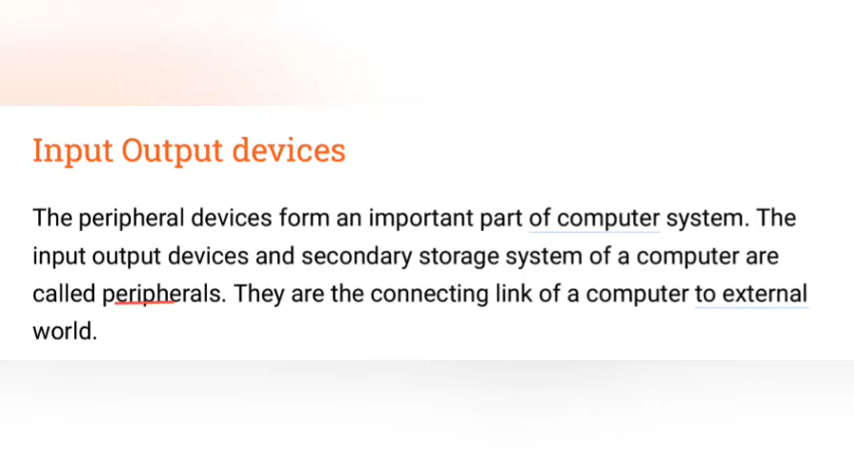 Input Output devices
The peripheral devices form an important part of computer system. The
input output devices and secondary storage system of a computer are
called peripherals. They are the connecting link of a computer to external
world.